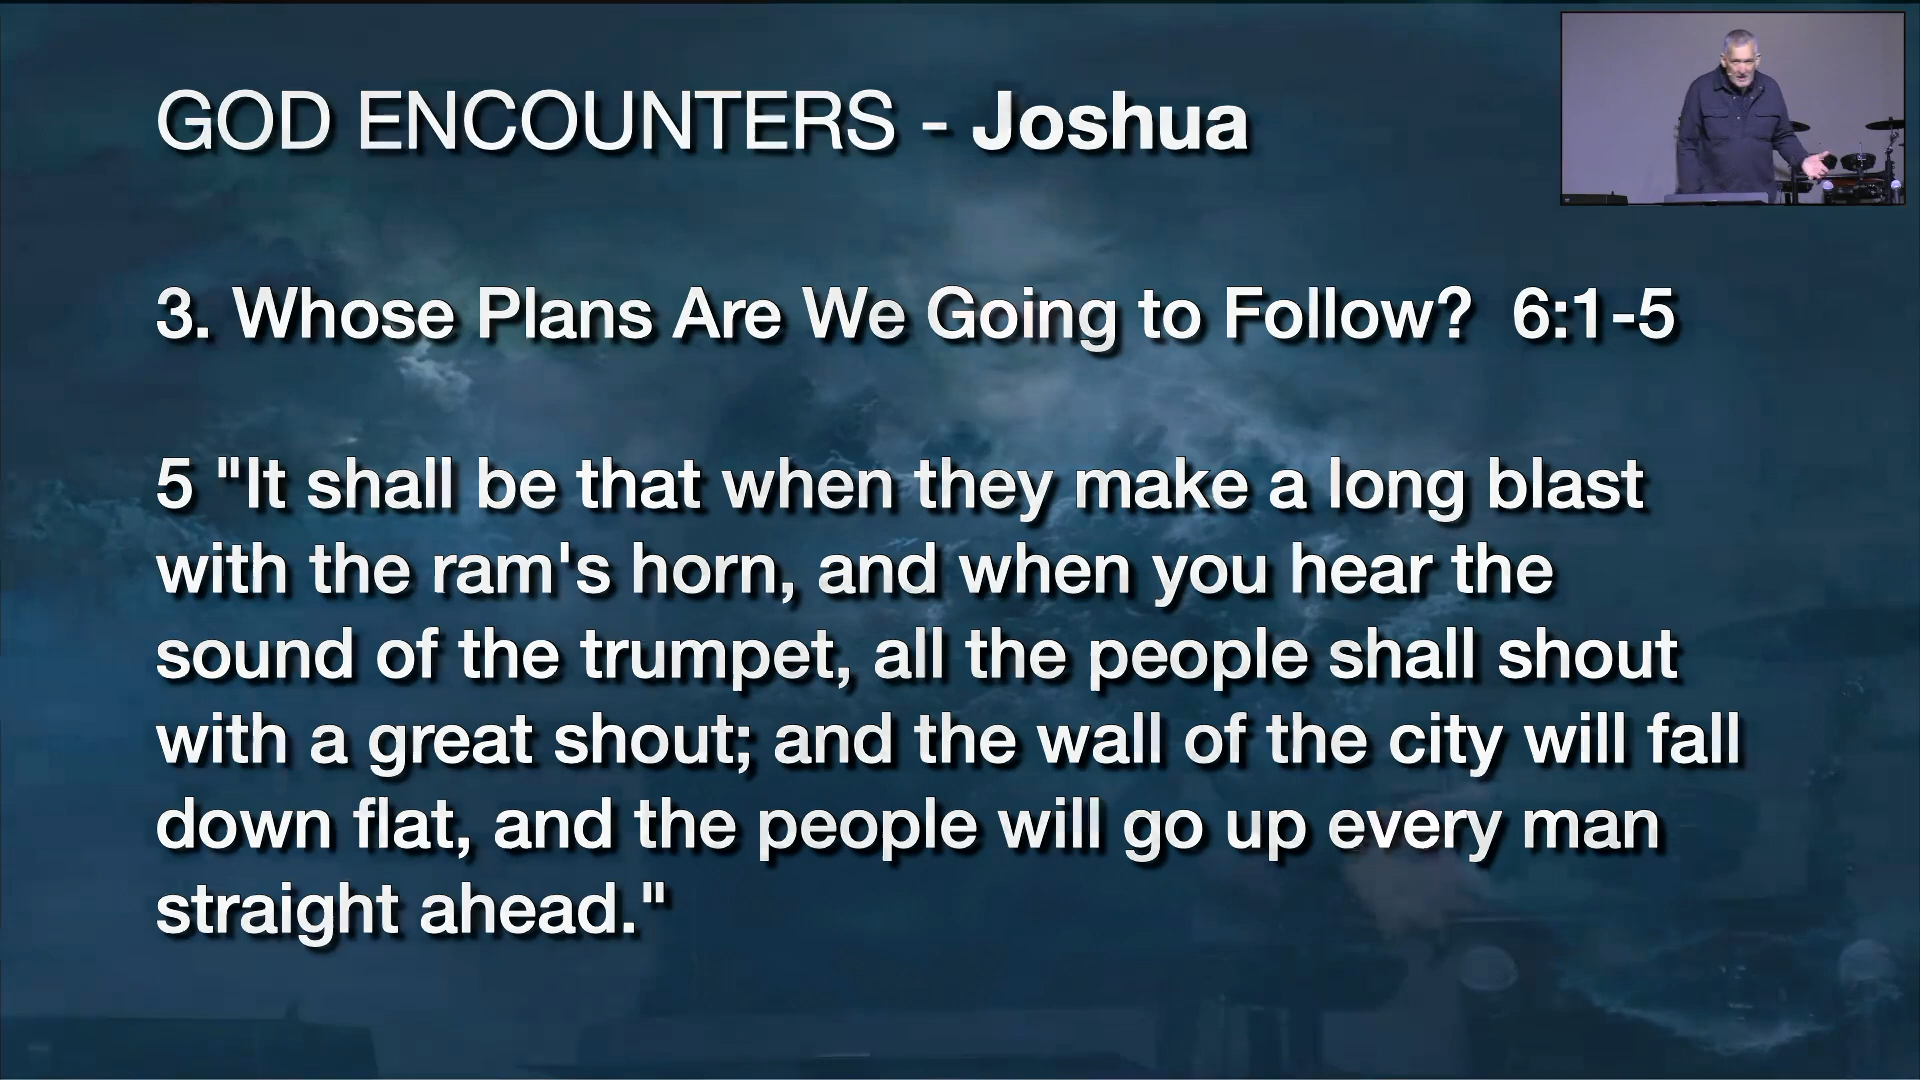 GOD ENCOUNTERS - Joshua
3. Whose Plans Are We Going to Follow? 6:1-5
5 "It shall be that when they make a long blast
with the ram's horn, and when you hear the
sound of the trumpet, all the people shall shout
with a great shout; and the wall of the city will fall
down flat, and the people will go up every man
straight ahead."